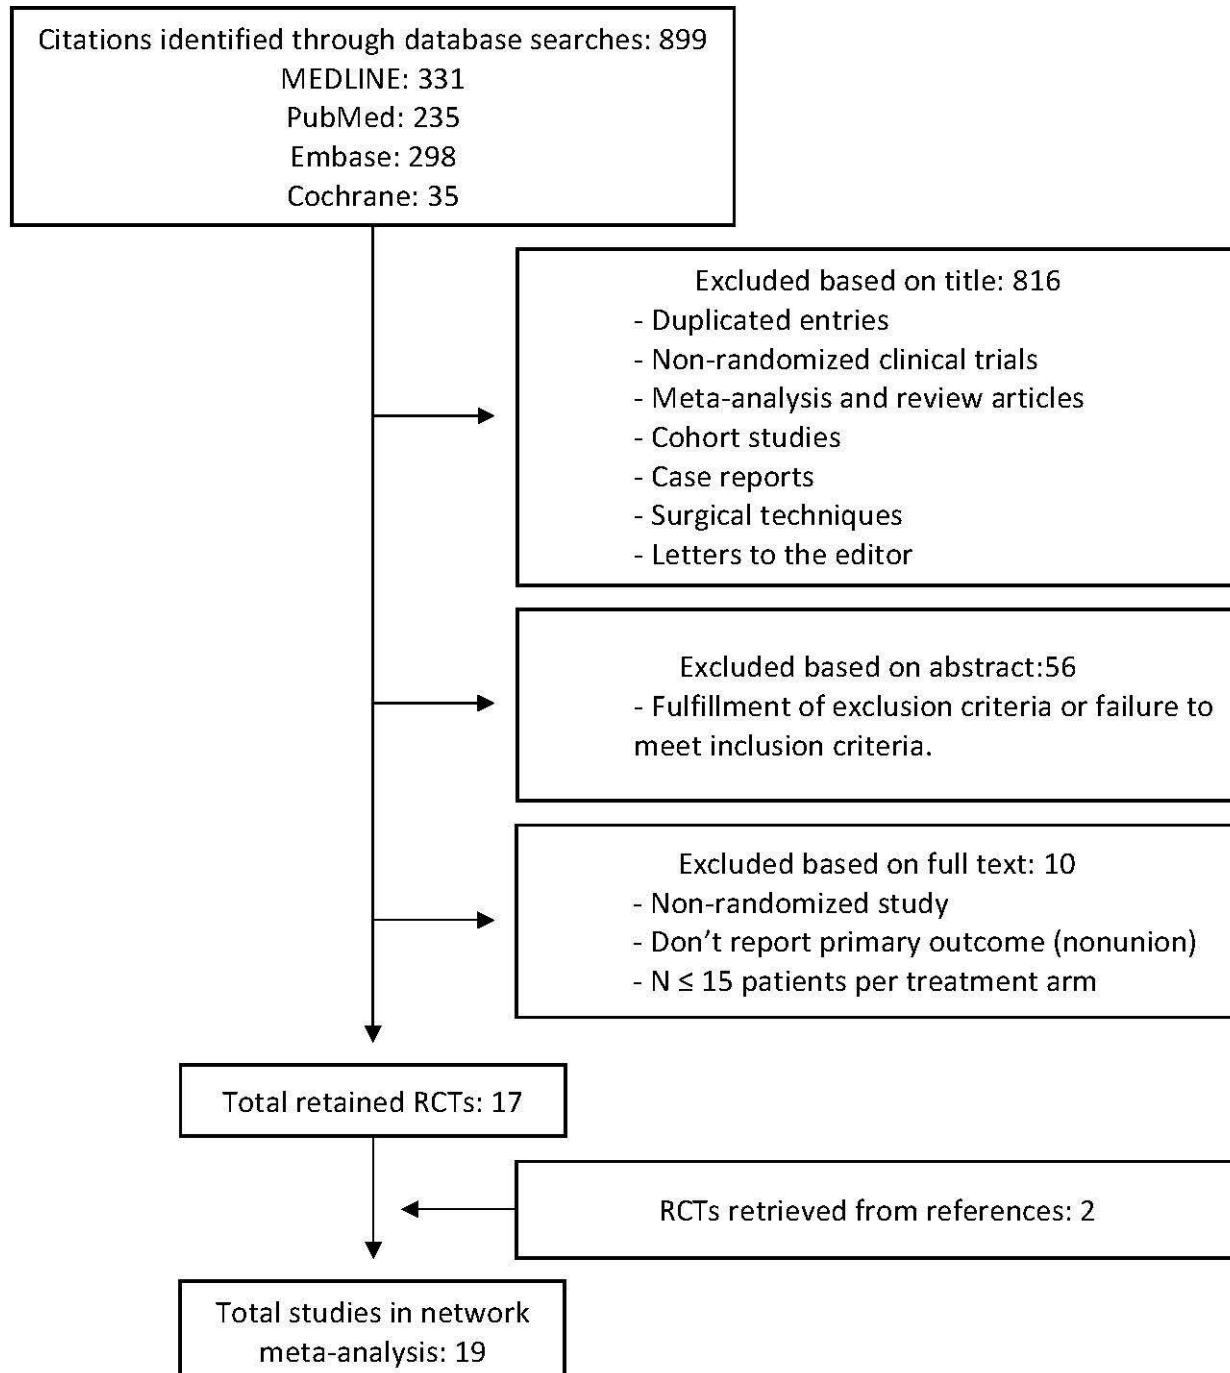 Citations identified through database searches: 899
MEDLINE: 331
PubMed: 235
Embase: 298
Cochrane: 35
Excluded based on title: 816
- Duplicated entries
- Non-randomized clinical trials
- Meta-analysis and review articles
- Cohort studies
- Case reports
- Surgical techniques
- Letters to the editor
Excluded based on abstract:56
- Fulfillment of exclusion criteria or failure to
meet inclusion criteria.
Excluded based on full text: 10
- Non-randomized study
- Don’t report primary outcome (nonunion)
- N ≤ 15 patients per treatment arm
Total retained RCTs: 17
RCTs retrieved from references: 2
Total studies in network
meta-analysis: 19